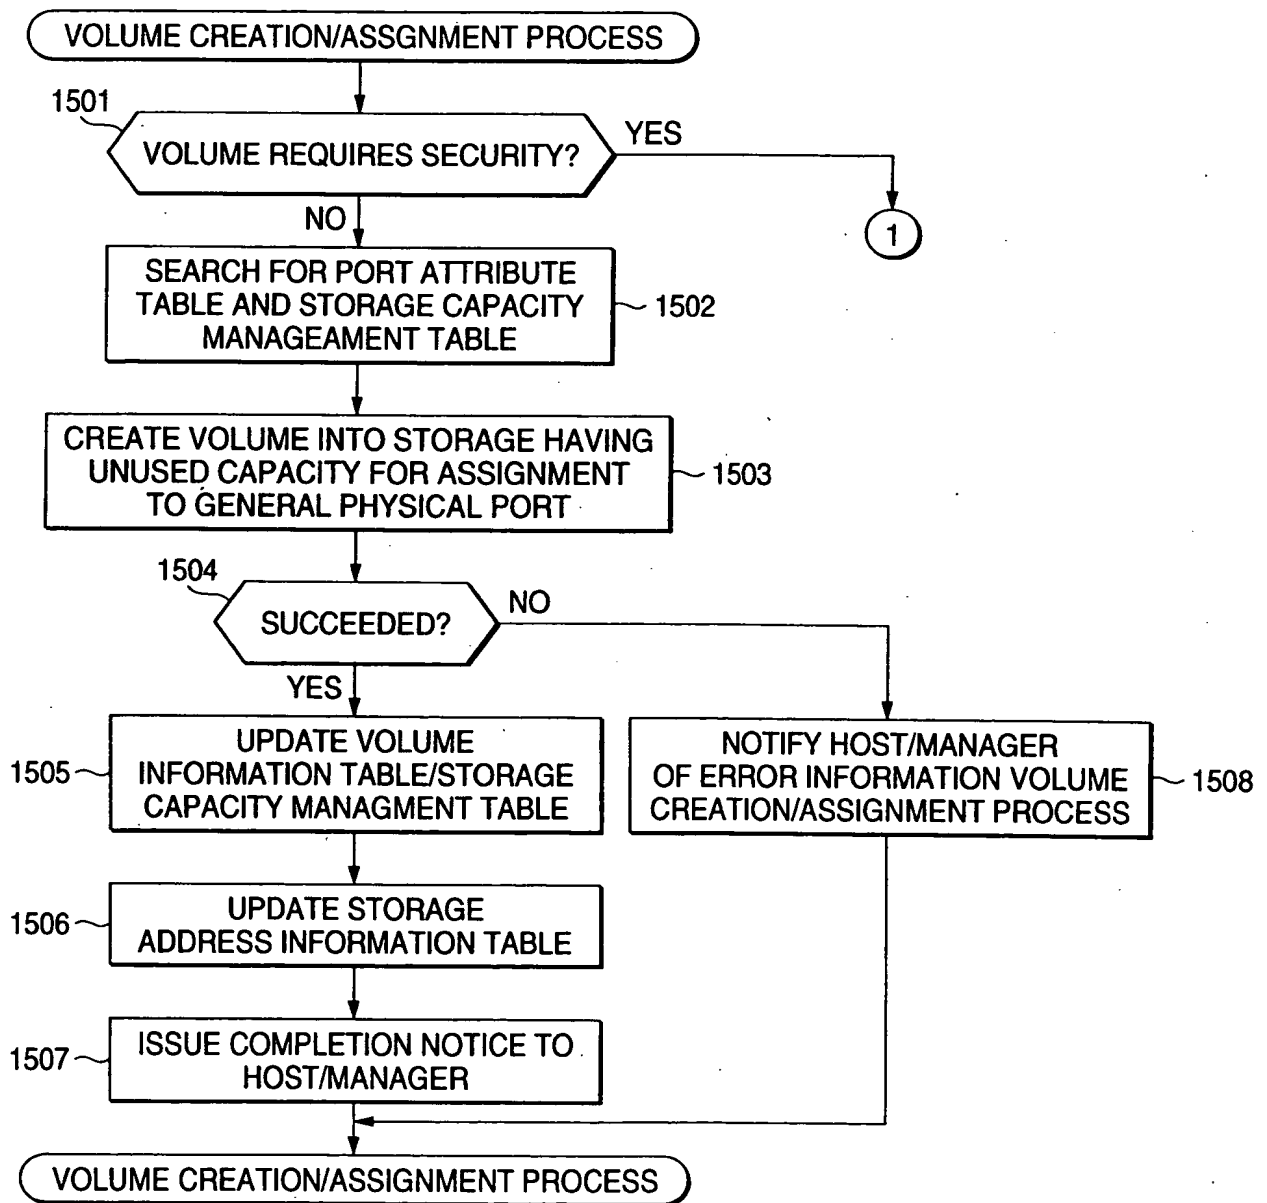 VOLUME CREATION/ASSGNMENT PROCESS
1501
VOLUME REQUIRES SECURITY?
YES
NO
1
SEARCH FOR PORT ATTRIBUTE
TABLE AND STORAGE CAPACITY
MANAGEAMENT TABLE
1502
CREATE VOLUME INTO STORAGE HAVING
UNUSED CAPACITY FOR ASSIGNMENT
TO GENERAL PHYSICAL PORT
1503
1504
SUCCEEDED?
NO
YES
UPDATE VOLUME
INFORMATION TABLE/STORAGE
CAPACITY MANAGMENT TABLE
1505
NOTIFY HOST/MANAGER
OF ERROR INFORMATION VOLUME
CREATION/ASSIGNMENT PROCESS
1508
UPDATE STORAGE
ADDRESS INFORMATION TABLE
1506
ISSUE COMPLETION NOTICE TO
HOST/MANAGER
1507
VOLUME CREATION/ASSIGNMENT PROCESS